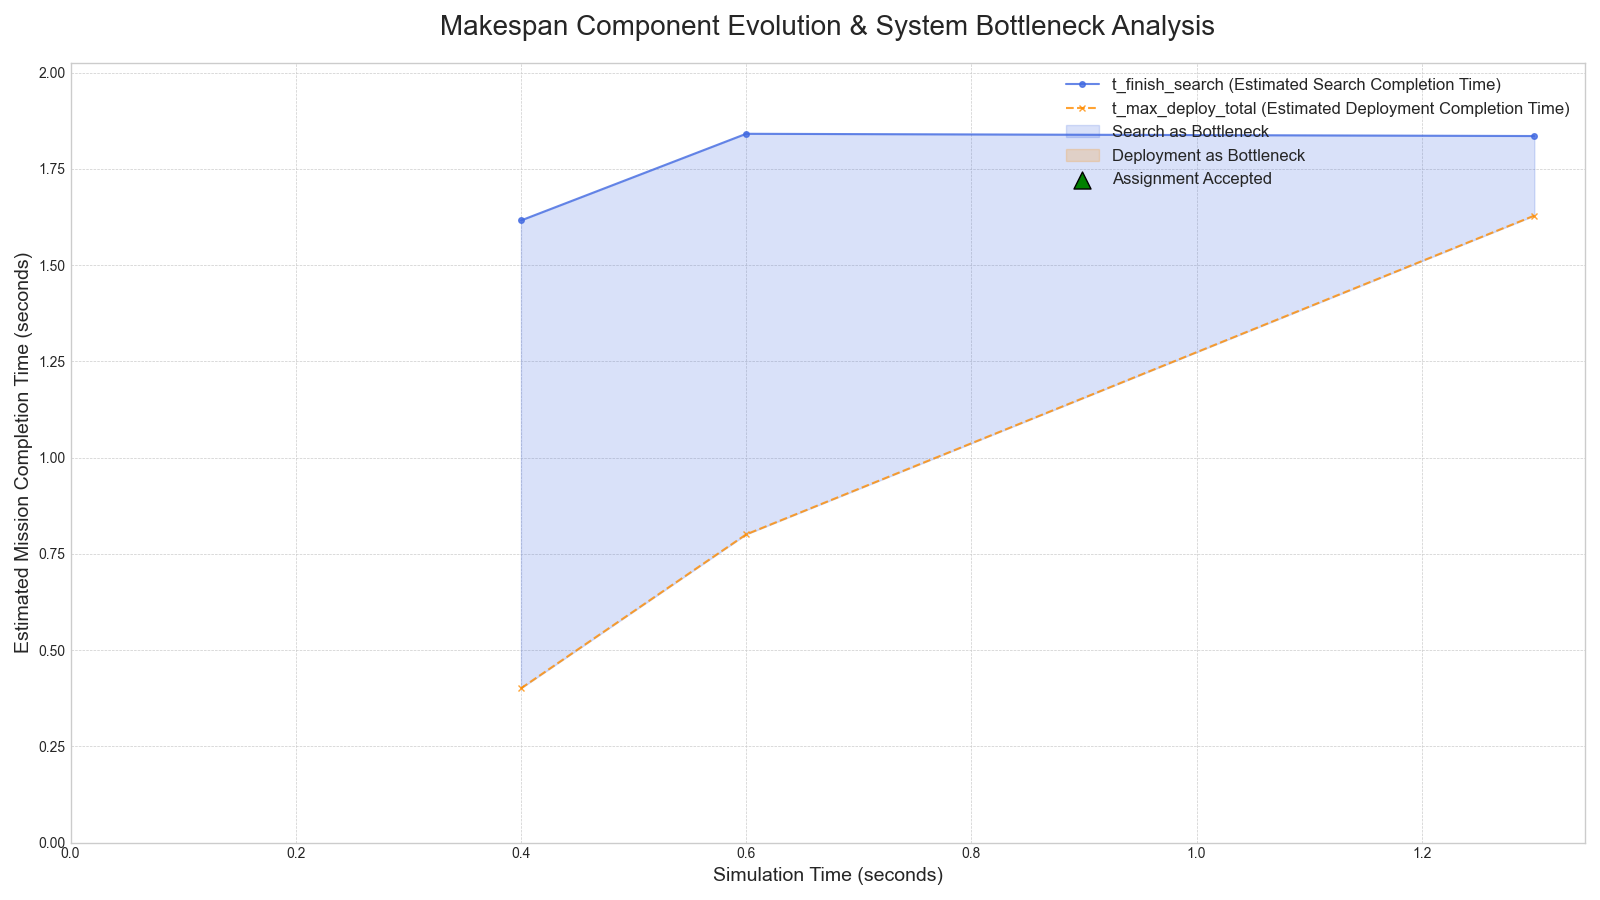 Makespan Component Evolution & System Bottleneck Analysis
t_finish_search (Estimated Search Completion Time)
t_max_deploy_total (Estimated Deployment Completion Time)
Search as Bottleneck
Deployment as Bottleneck
Assignment Accepted
Estimated Mission Completion Time (seconds)
2.00
1.75
1.50
1.25
1.00
0.75
0.50
0.25
0.00
0.0 0.2 0.4 0.6 0.8 1.0 1.2
Simulation Time (seconds)